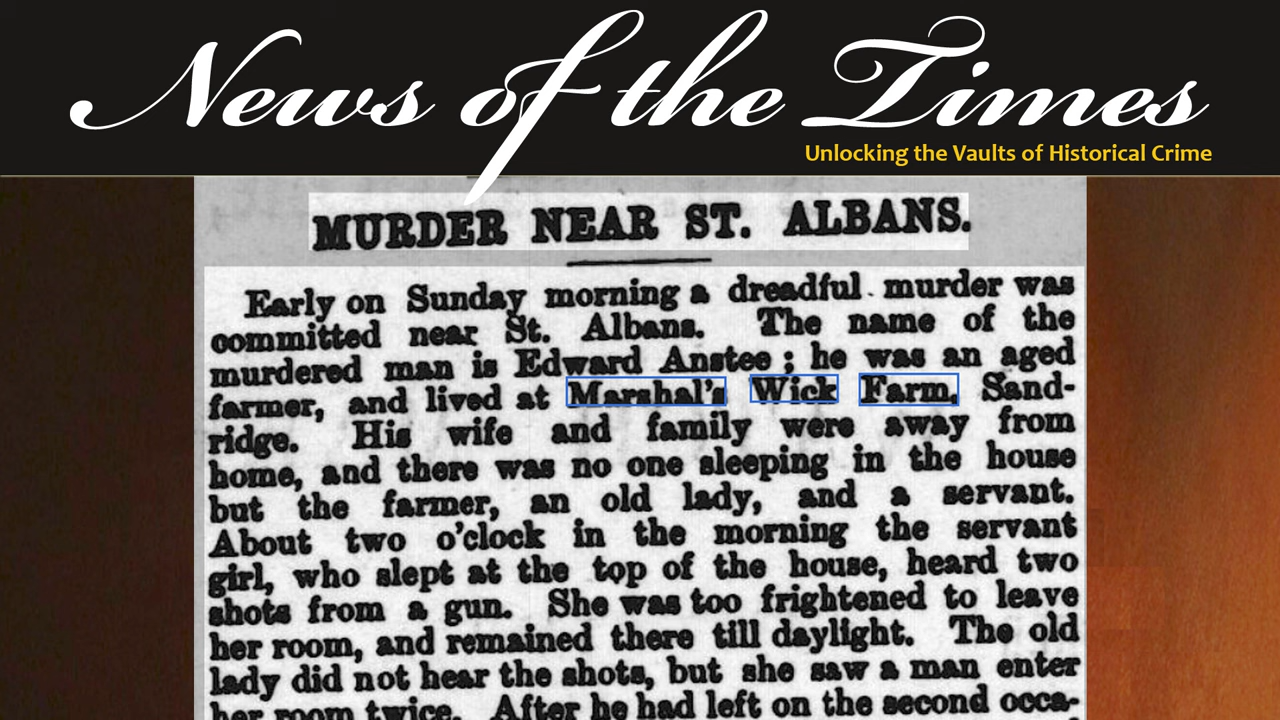 News of the Times
Unlocking the Vaults of Historical Crime
MURDER NEAR ST. ALBANS.
Early on Sunday morning a dreadful murder was
committed near St. Albans. The name of the
murdered man is Edward Anstee ; he was an aged
farmer, and lived at Marshal's Wick Farm, Sand-
ridge. His wife and family were away from
home, and there was no one sleeping in the house
but the farmer, an old lady, and a servant.
About two o'clock in the morning the servant
girl, who slept at the top of the house, heard two
shots from a gun. She was too frightened to leave
her room, and remained there till daylight. The old
lady did not hear the shots, but she saw a man enter
her room twice. After he had left on the second occa-